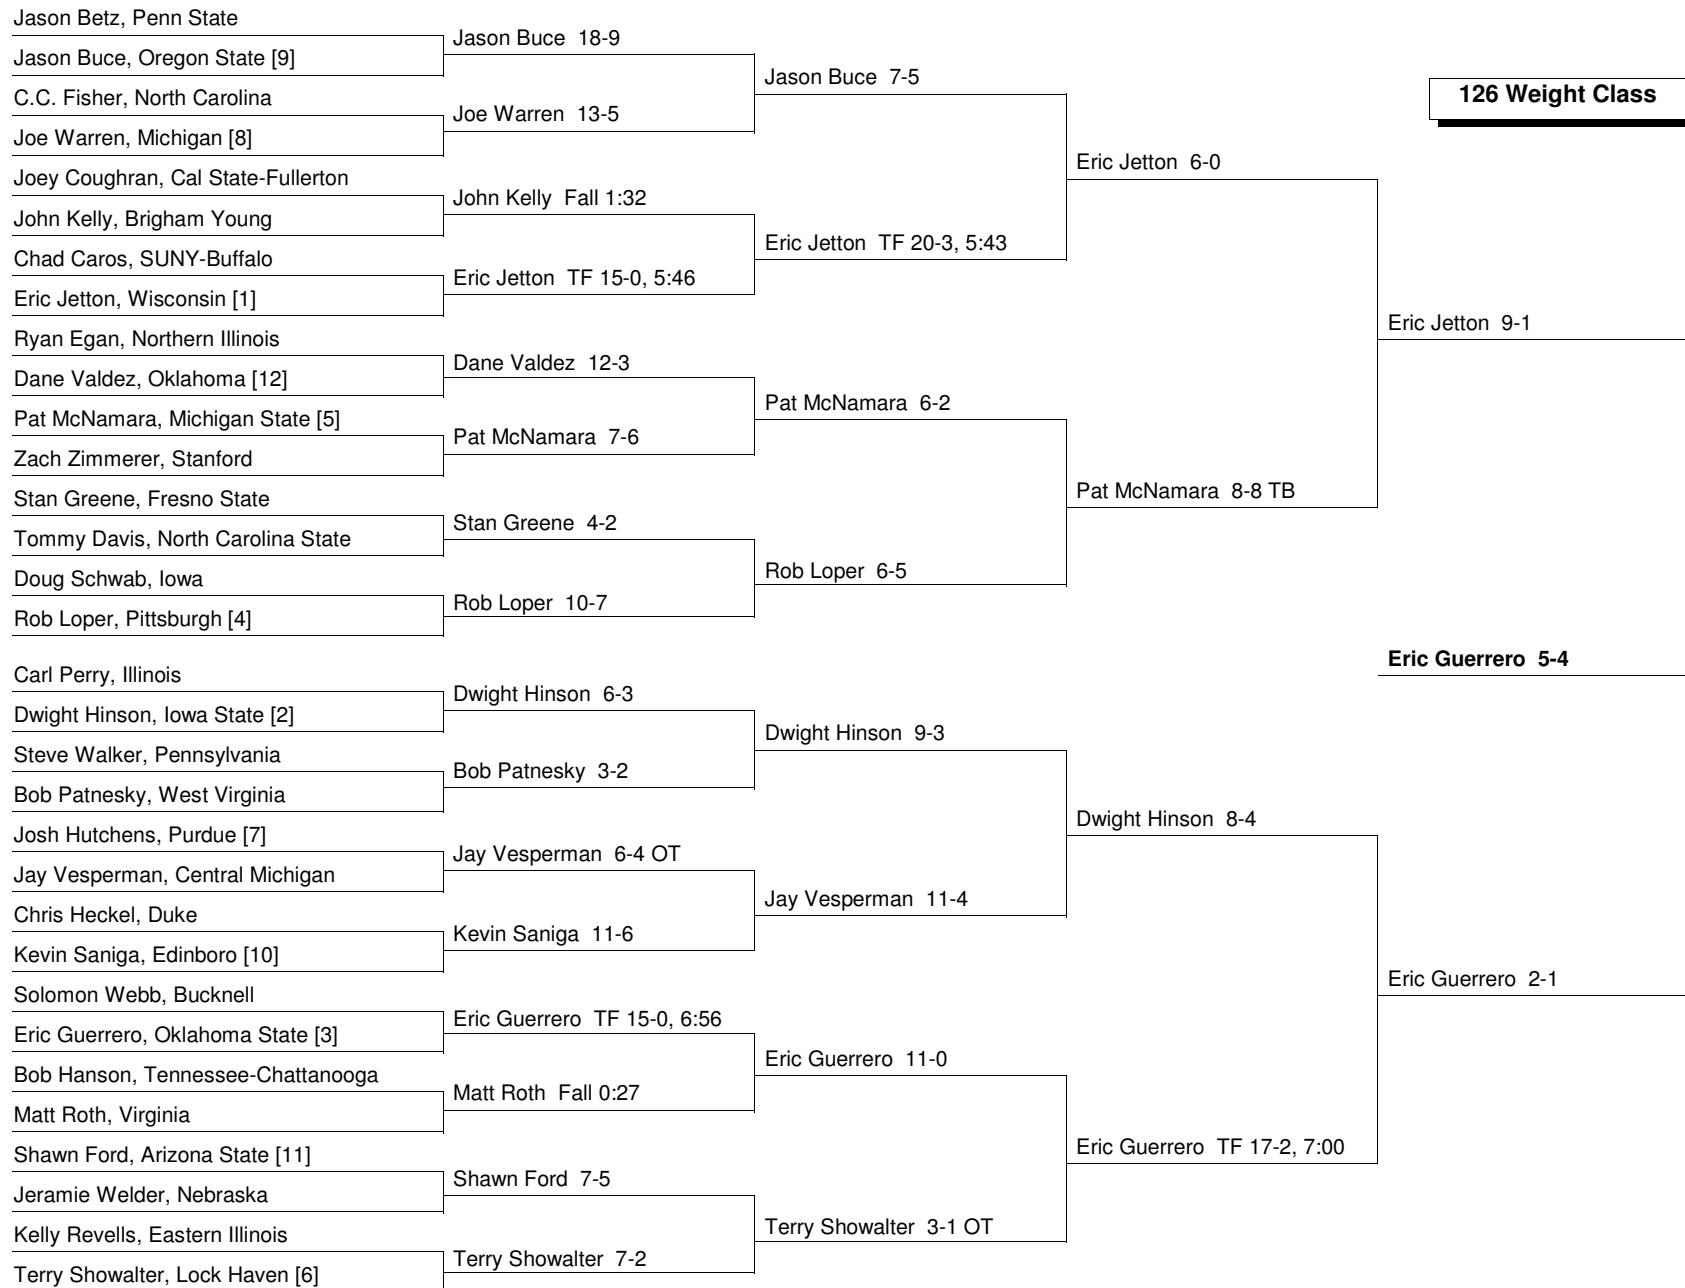 Jason Betz, Penn State
Jason Buce, Oregon State [9]
C.C. Fisher, North Carolina
Joe Warren, Michigan [8]
Joey Coughran, Cal State-Fullerton
John Kelly, Brigham Young
Chad Caros, SUNY-Buffalo
Eric Jetton, Wisconsin [1]
Ryan Egan, Northern Illinois
Dane Valdez, Oklahoma [12]
Pat McNamara, Michigan State [5]
Zach Zimmerer, Stanford
Stan Greene, Fresno State
Tommy Davis, North Carolina State
Doug Schwab, Iowa
Rob Loper, Pittsburgh [4]
Carl Perry, Illinois
Dwight Hinson, Iowa State [2]
Steve Walker, Pennsylvania
Bob Patnesky, West Virginia
Josh Hutchens, Purdue [7]
Jay Vesperman, Central Michigan
Chris Heckel, Duke
Kevin Saniga, Edinboro [10]
Solomon Webb, Bucknell
Eric Guerrero, Oklahoma State [3]
Bob Hanson, Tennessee-Chattanooga
Matt Roth, Virginia
Shawn Ford, Arizona State [11]
Jeramie Welder, Nebraska
Kelly Revells, Eastern Illinois
Terry Showalter, Lock Haven [6]
Jason Buce 18-9
Joe Warren 13-5
John Kelly Fall 1:32
Eric Jetton TF 15-0, 5:46
Dane Valdez 12-3
Pat McNamara 7-6
Stan Greene 4-2
Rob Loper 10-7
Dwight Hinson 6-3
Bob Patnesky 3-2
Jay Vesperman 6-4 OT
Kevin Saniga 11-6
Eric Guerrero TF 15-0, 6:56
Matt Roth Fall 0:27
Shawn Ford 7-5
Terry Showalter 7-2
Jason Buce 7-5
Eric Jetton TF 20-3, 5:43
Pat McNamara 6-2
Rob Loper 6-5
Dwight Hinson 9-3
Jay Vesperman 11-4
Eric Guerrero 11-0
Terry Showalter 3-1 OT
Eric Jetton 6-0
Pat McNamara 8-8 TB
Dwight Hinson 8-4
Eric Guerrero TF 17-2, 7:00
126 Weight Class
Eric Jetton 9-1
Eric Guerrero 5-4
Eric Guerrero 2-1